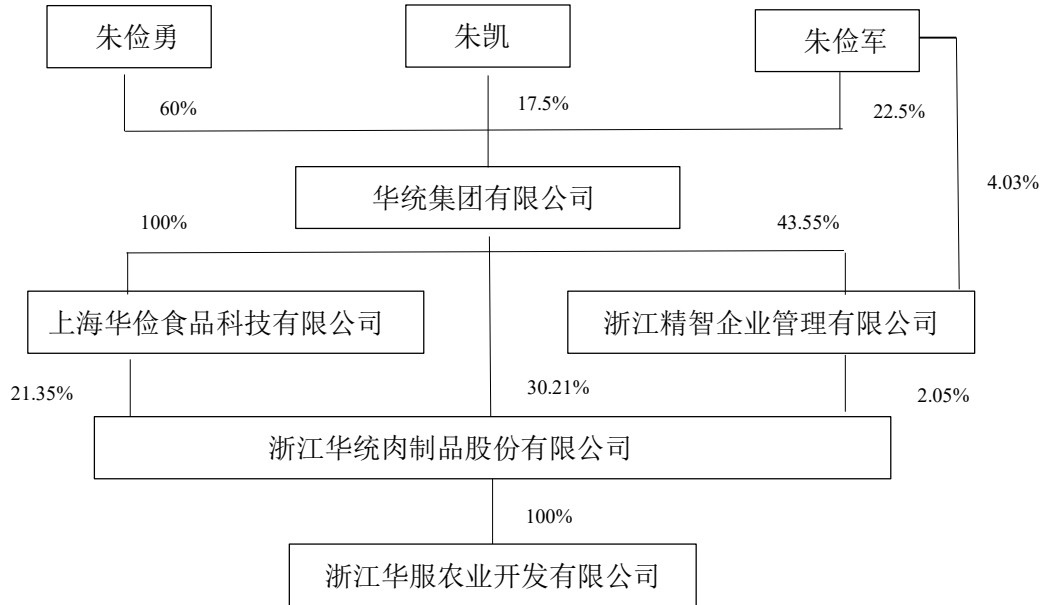 朱俭勇
朱凯
朱俭军
60%
17.5%
22.5%
4.03%
华统集团有限公司
100%
43.55%
上海华俭食品科技有限公司
浙江精智企业管理有限公司
21.35%
30.21%
2.05%
浙江华统肉制品股份有限公司
100%
浙江华服农业开发有限公司